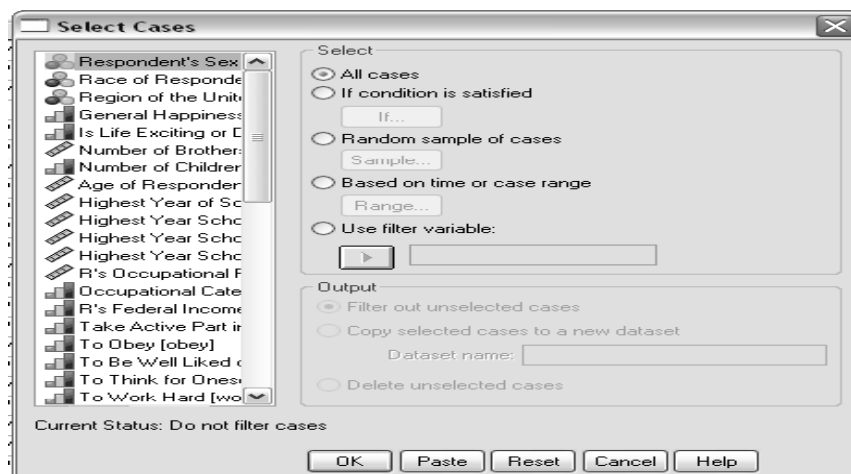 Select Cases
Respondent's Sex
Race of Responde
Region of the Unit
General Happiness
Is Life Exciting or D
Number of Brother
Number of Children
Age of Responden
Highest Year of Sc
Highest Year Scho
Highest Year Scho
Highest Year Scho
R's Occupational F
Occupational Cate
R's Federal Income
Take Active Part in
To Obey [obey]
To Be Well Liked o
To Think for Ones
To Work Hard [wo
Select
All cases
If condition is satisfied
If...
Random sample of cases
Sample...
Based on time or case range
Range...
Use filter variable:
Output
Filter out unselected cases
Copy selected cases to a new dataset
Dataset name:
Delete unselected cases
Current Status: Do not filter cases
OK
Paste
Reset
Cancel
Help